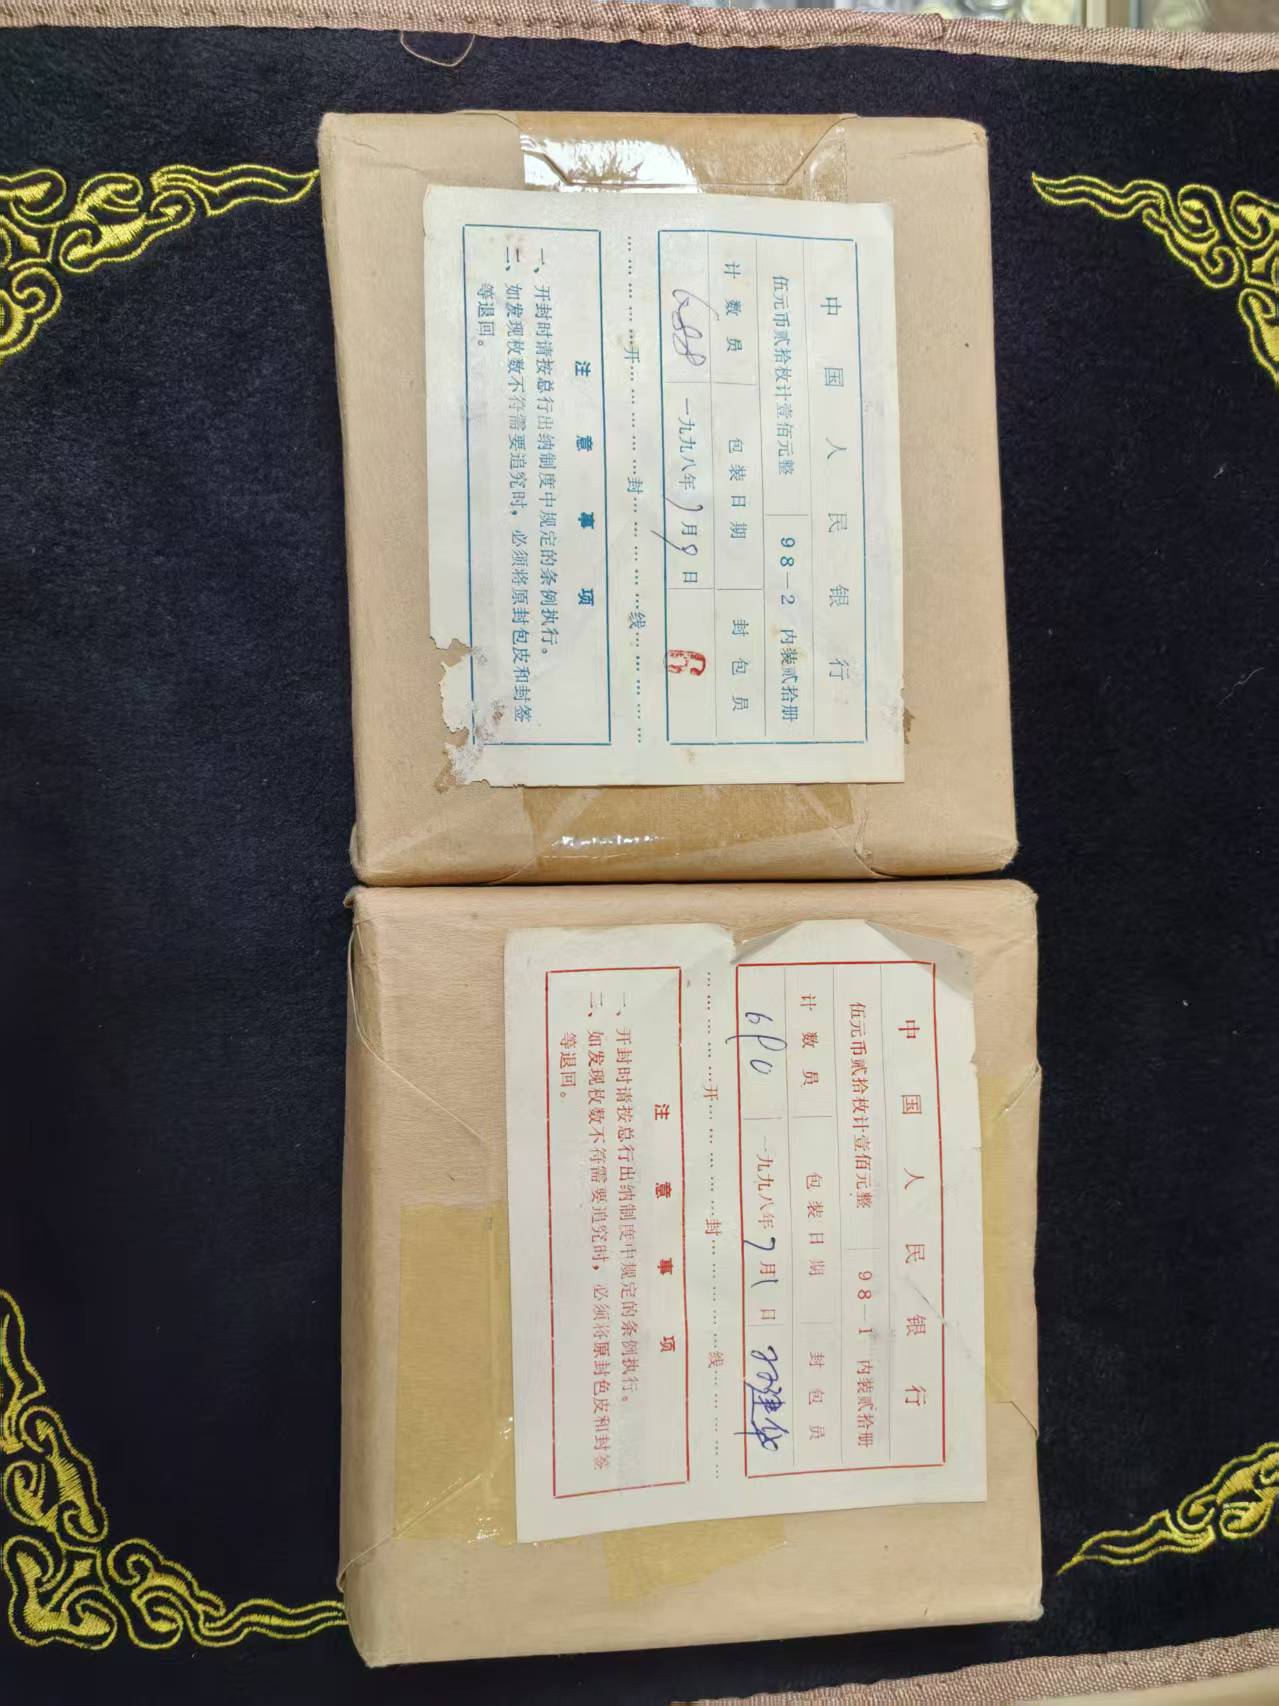 中国人民银行
伍元币贰拾枚计壹佰元整 98-2 内装贰拾册
计数员 包装日期 封包员
688 一九九八年7月9日
开封线
注意事项
一、开封时请按总行出纳制度中规定的条例执行。
二、如发现枚数不符需要追究时，必须将原封包皮和封签
等退回。
中国人民银行
伍元币贰拾枚计壹佰元整 98-1 内装贰拾册
计数员 包装日期 封包员
一九九八年7月1日
开封线
注意事项
一、开封时请按总行出纳制度中规定的条例执行。
二、如发现枚数不符需要追究时，必须将原封包皮和封签
等退回。